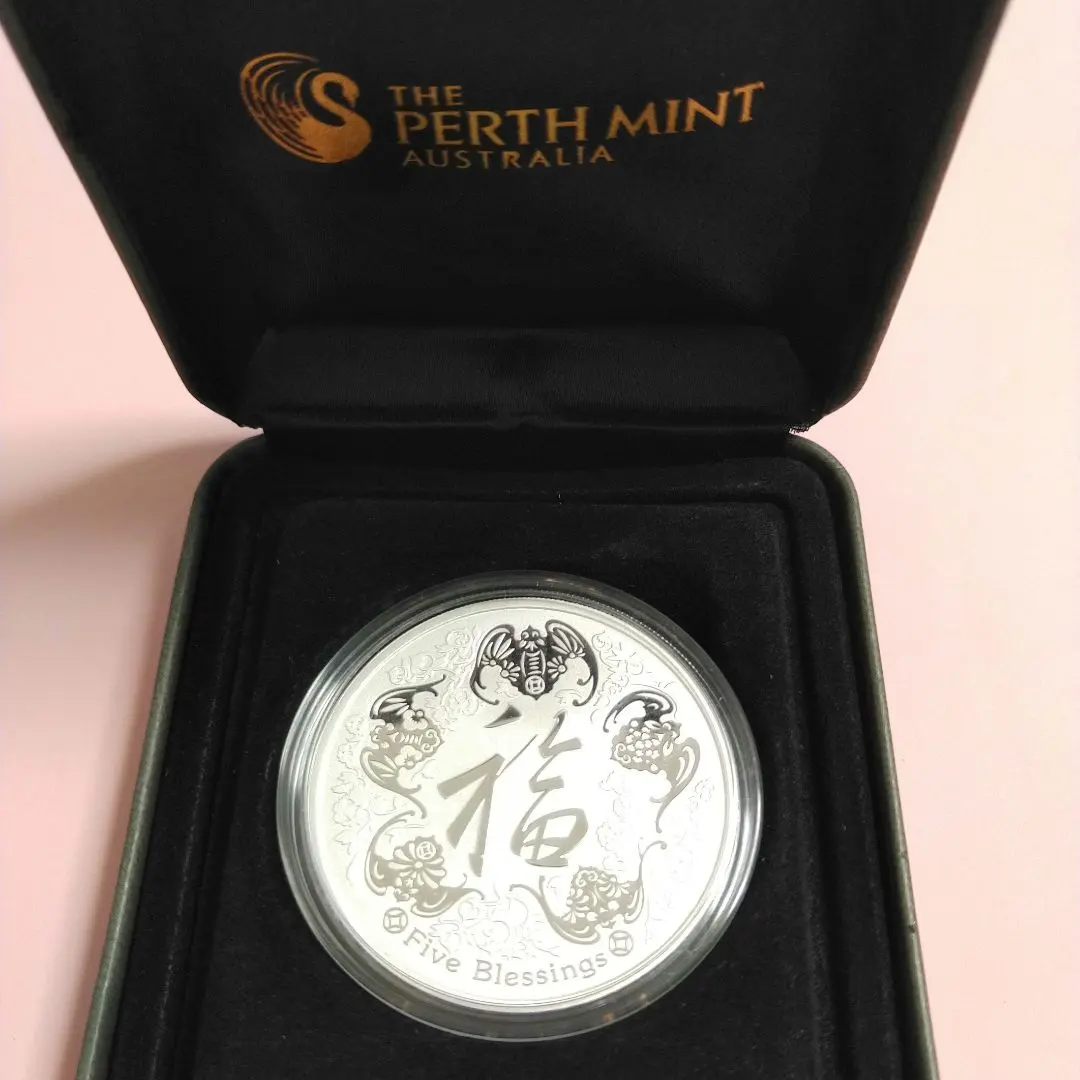 THE
PERTH MINT
AUSTRALIA
福
Five Blessings